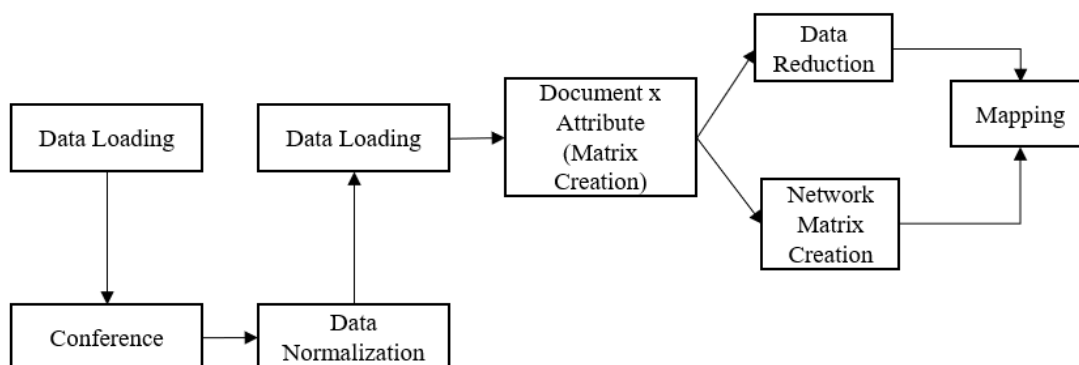 Data Loading
Conference
Data
Normalization
Data Loading
Document x
Attribute
(Matrix
Creation)
Data
Reduction
Network
Matrix
Creation
Mapping